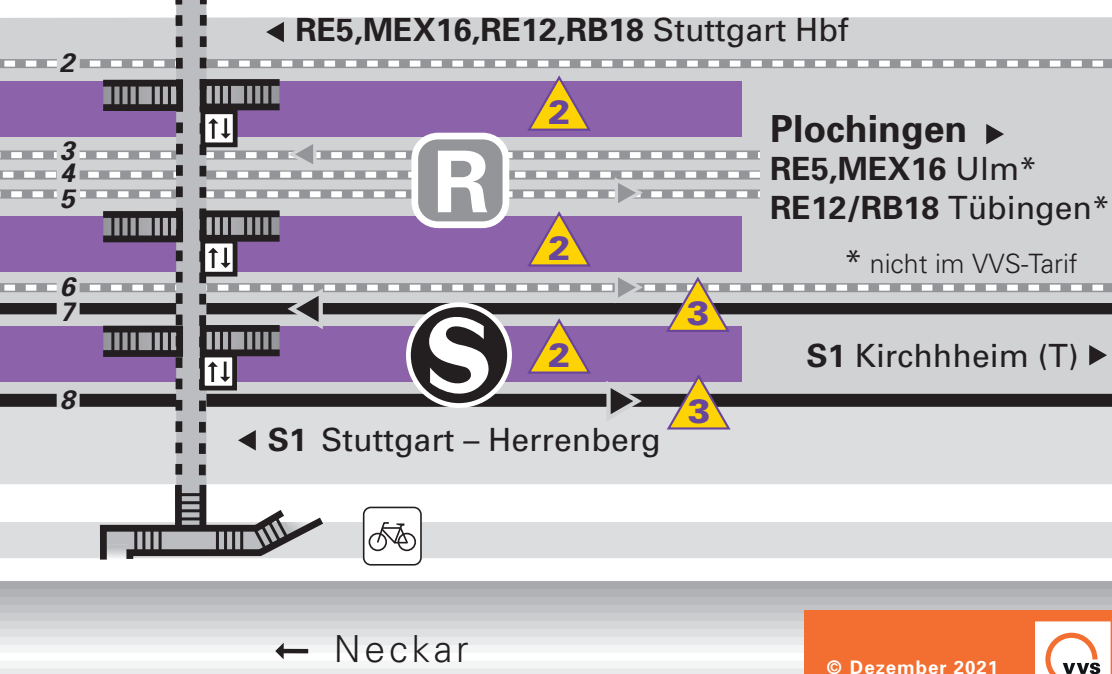 RE5,MEX16,RE12,RB18 Stuttgart Hbf
2
2
3
4
5
R
Plochingen
RE5,MEX16 Ulm*
RE12/RB18 Tübingen*
2
* nicht im VVS-Tarif
6
7
3
S
2
S1 Kirchhheim (T)
8
3
S1 Stuttgart – Herrenberg
← Neckar
© Dezember 2021
vvs